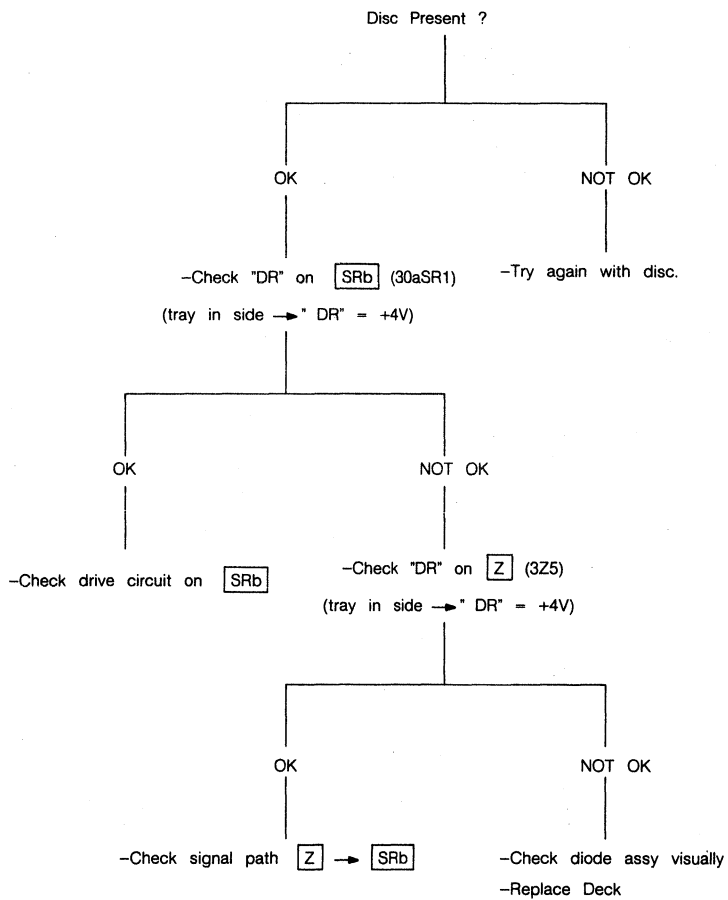 Disc Present ?
OK
NOT OK
-Check "DR" on SRb (30aSR1)
(tray in side → " DR" = +4V)
-Try again with disc.
OK
NOT OK
-Check drive circuit on SRb
-Check "DR" on Z (3Z5)
(tray in side → " DR" = +4V)
OK
NOT OK
-Check signal path Z → SRb
-Check diode assy visually
-Replace Deck